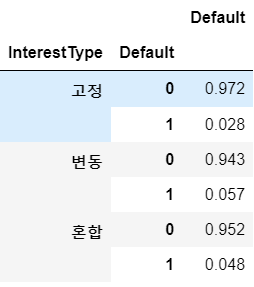 Default
InterestType Default
고정 0 0.972
1 0.028
변동 0 0.943
1 0.057
혼합 0 0.952
1 0.048